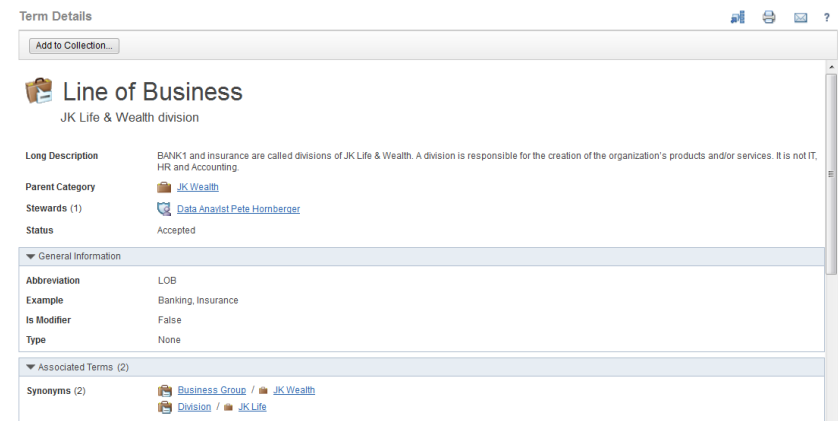 Term Details
?
Add to Collection...
Line of Business
JK Life & Wealth division
Long Description BANK1 and insurance are called divisions of JK Life & Wealth. A division is responsible for the creation of the organization's products and/or services. It is not IT,
HR and Accounting.
Parent Category JK Wealth
Stewards (1) Data Anaylst Pete Hornberger
Status Accepted
General Information
Abbreviation LOB
Example Banking, Insurance
Is Modifier False
Type None
Associated Terms (2)
Synonyms (2) Business Group / JK Wealth
Division / JK Life